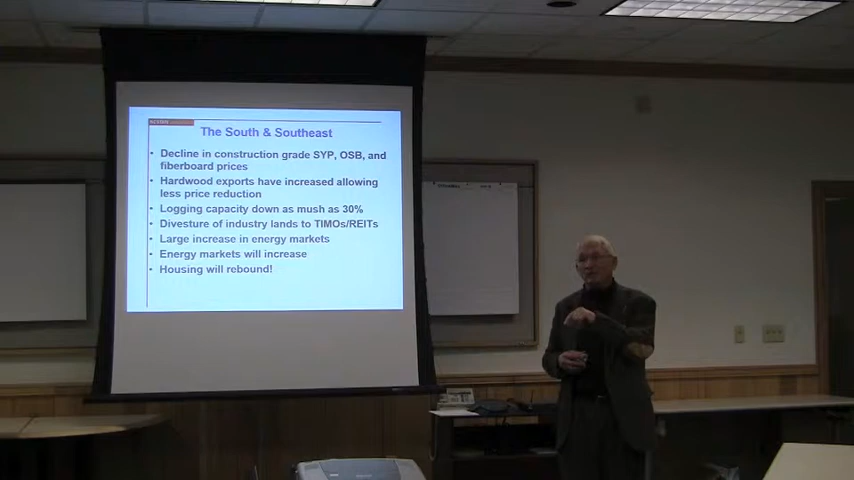 The South & Southeast
• Decline in construction grade SYP, OSB, and
fiberboard prices
• Hardwood exports have increased allowing
less price reduction
• Logging capacity down as mush as 30%
• Divesture of industry lands to TIMOs/REITs
• Large increase in energy markets
• Energy markets will increase
• Housing will rebound!